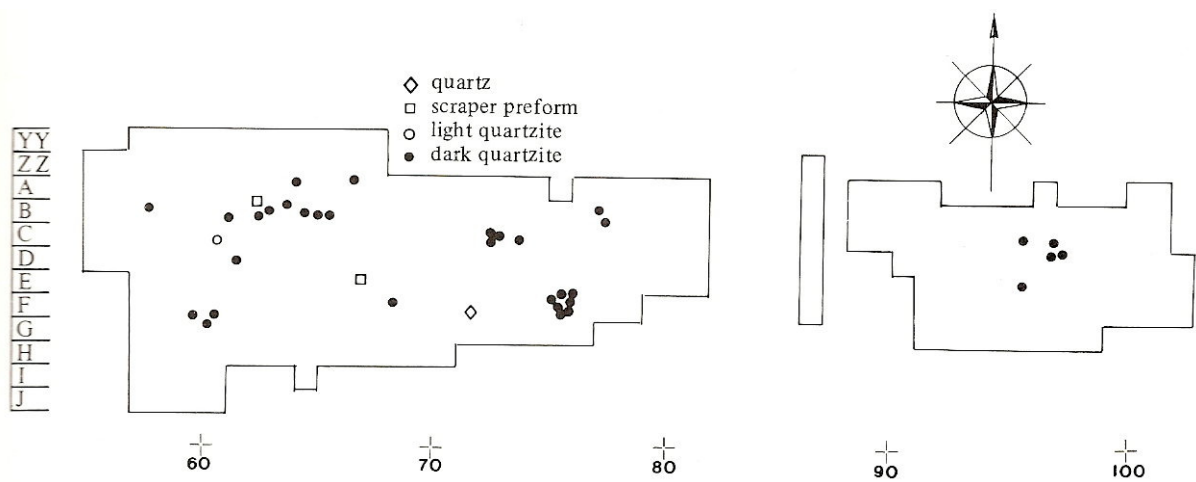 quartz
scraper preform
light quartzite
dark quartzite
YY
ZZ
A
B
C
D
E
F
G
H
I
J
60 70 80 90 100